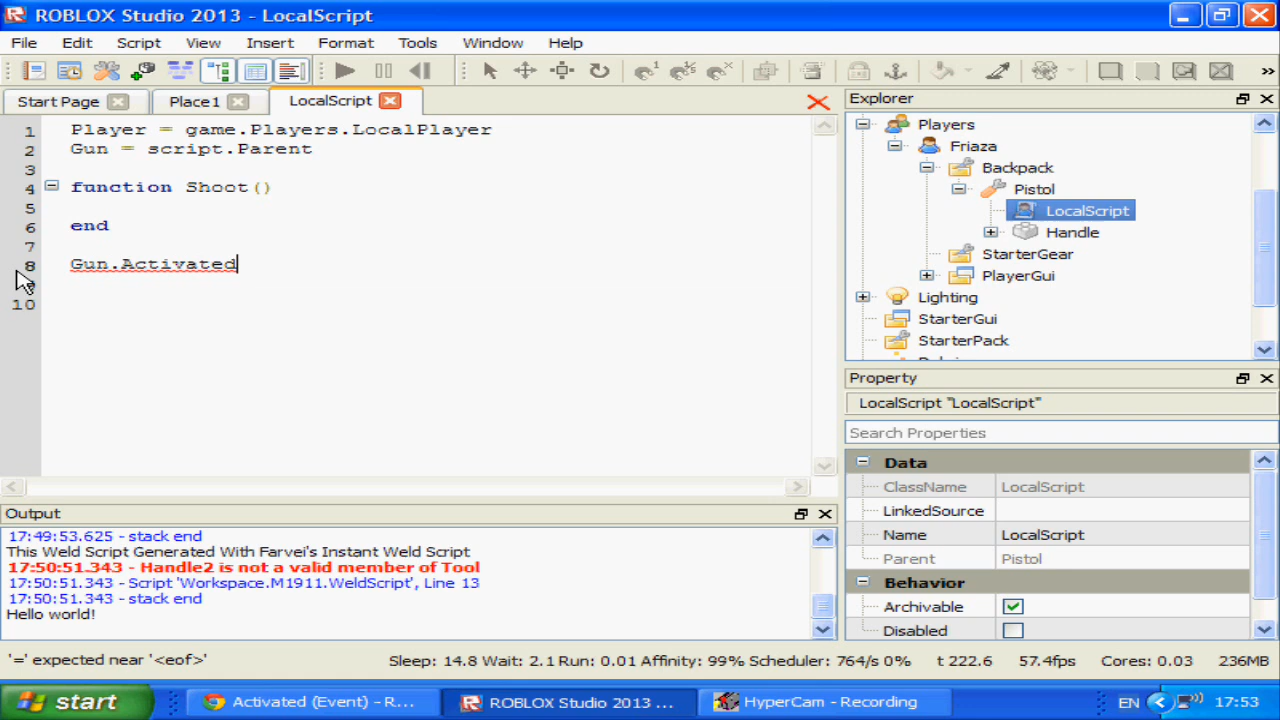 ROBLOX Studio 2013 - LocalScript
File Edit Script View Insert Format Tools Window Help
Start Page Place1 LocalScript
1 Player = game.Players.LocalPlayer
2 Gun = script.Parent
3
4 function Shoot()
5
6 end
7
8 Gun.Activated
10
Explorer
Players
Friaza
Backpack
Pistol
LocalScript
Handle
StarterGear
PlayerGui
Lighting
StarterGui
StarterPack
Property
LocalScript "LocalScript"
Search Properties
Data
ClassName LocalScript
LinkedSource
Name LocalScript
Parent Pistol
Behavior
Archivable
Disabled
Output
17:49:53.625 - stack end
This Weld Script Generated With Farvei's Instant Weld Script
17:50:51.343 - Handle2 is not a valid member of Tool
17:50:51.343 - Script 'Workspace.M1911.WeldScript', Line 13
17:50:51.343 - stack end
Hello world!
'=' expected near '<eof>'
Sleep: 14.8 Wait: 2.1 Run: 0.01 Affinity: 99% Scheduler: 764/s 0% t 222.6 57.4fps Cores: 0.03 236MB
start Activated (Event) - R... ROBLOX Studio 2013 ... HyperCam - Recording EN 17:53